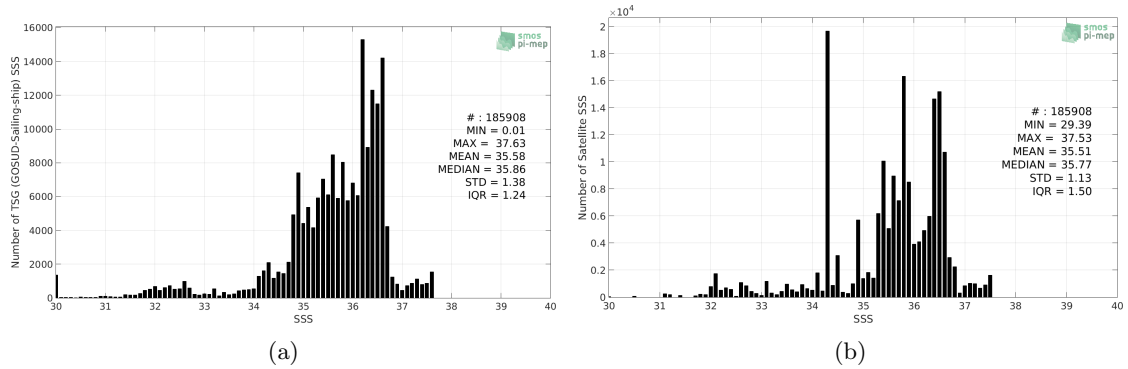 Number of TSG (GOSUD-Sailing-ship) SSS
16000
14000
12000
10000
8000
6000
4000
2000
0
30 31 32 33 34 35 36 37 38 39 40
SSS
smos
pi-mep
# : 185908
MIN = 0.01
MAX = 37.63
MEAN = 35.58
MEDIAN = 35.86
STD = 1.38
IQR = 1.24
(a)
×10⁴
Number of Satellite SSS
2
1.8
1.6
1.4
1.2
1
0.8
0.6
0.4
0.2
0
30 31 32 33 34 35 36 37 38 39 40
SSS
smos
pi-mep
# : 185908
MIN = 29.39
MAX = 37.53
MEAN = 35.51
MEDIAN = 35.77
STD = 1.13
IQR = 1.50
(b)